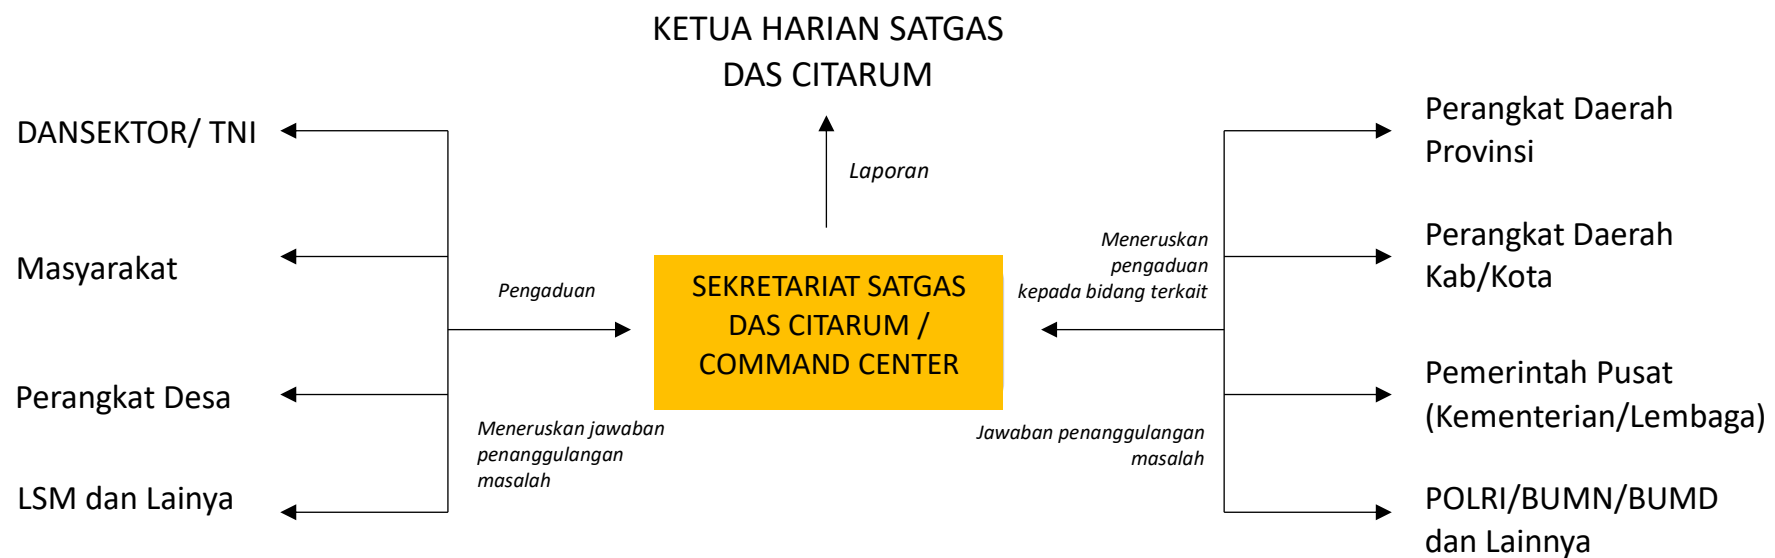 KETUA HARIAN SATGAS
DAS CITARUM
DANSEKTOR/ TNI
Masyarakat
Perangkat Desa
LSM dan Lainya
Pengaduan
Meneruskan jawaban
penanggulangan
masalah
Laporan
SEKRETARIAT SATGAS
DAS CITARUM /
COMMAND CENTER
Meneruskan
pengaduan
kepada bidang terkait
Jawaban penanggulangan
masalah
Perangkat Daerah
Provinsi
Perangkat Daerah
Kab/Kota
Pemerintah Pusat
(Kementerian/Lembaga)
POLRI/BUMN/BUMD
dan Lainnya